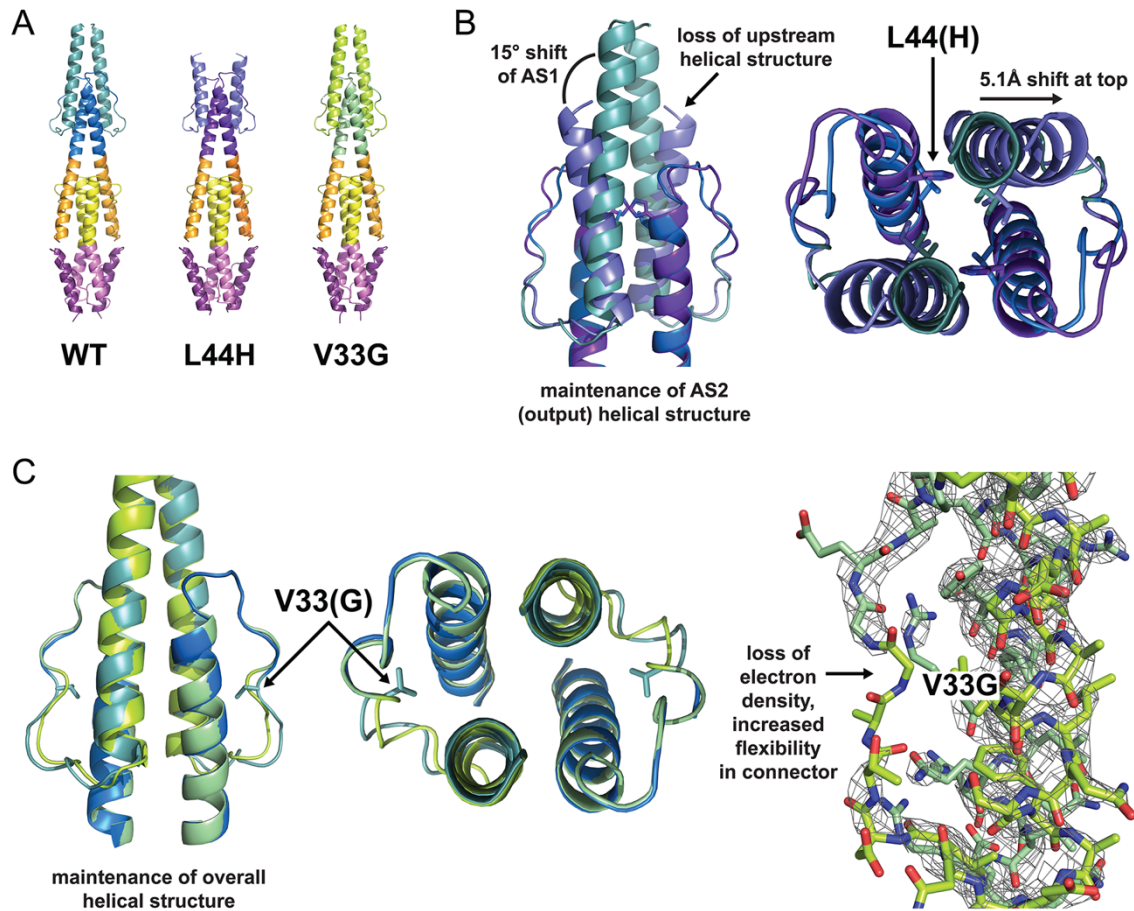 A
WT
L44H
V33G
B
15° shift
of AS1
loss of upstream
helical structure
L44(H)
5.1Å shift at top
maintenance of AS2
(output) helical structure
C
V33(G)
maintenance of overall
helical structure
loss of
electron
density,
increased
flexibility
in connector
V33G